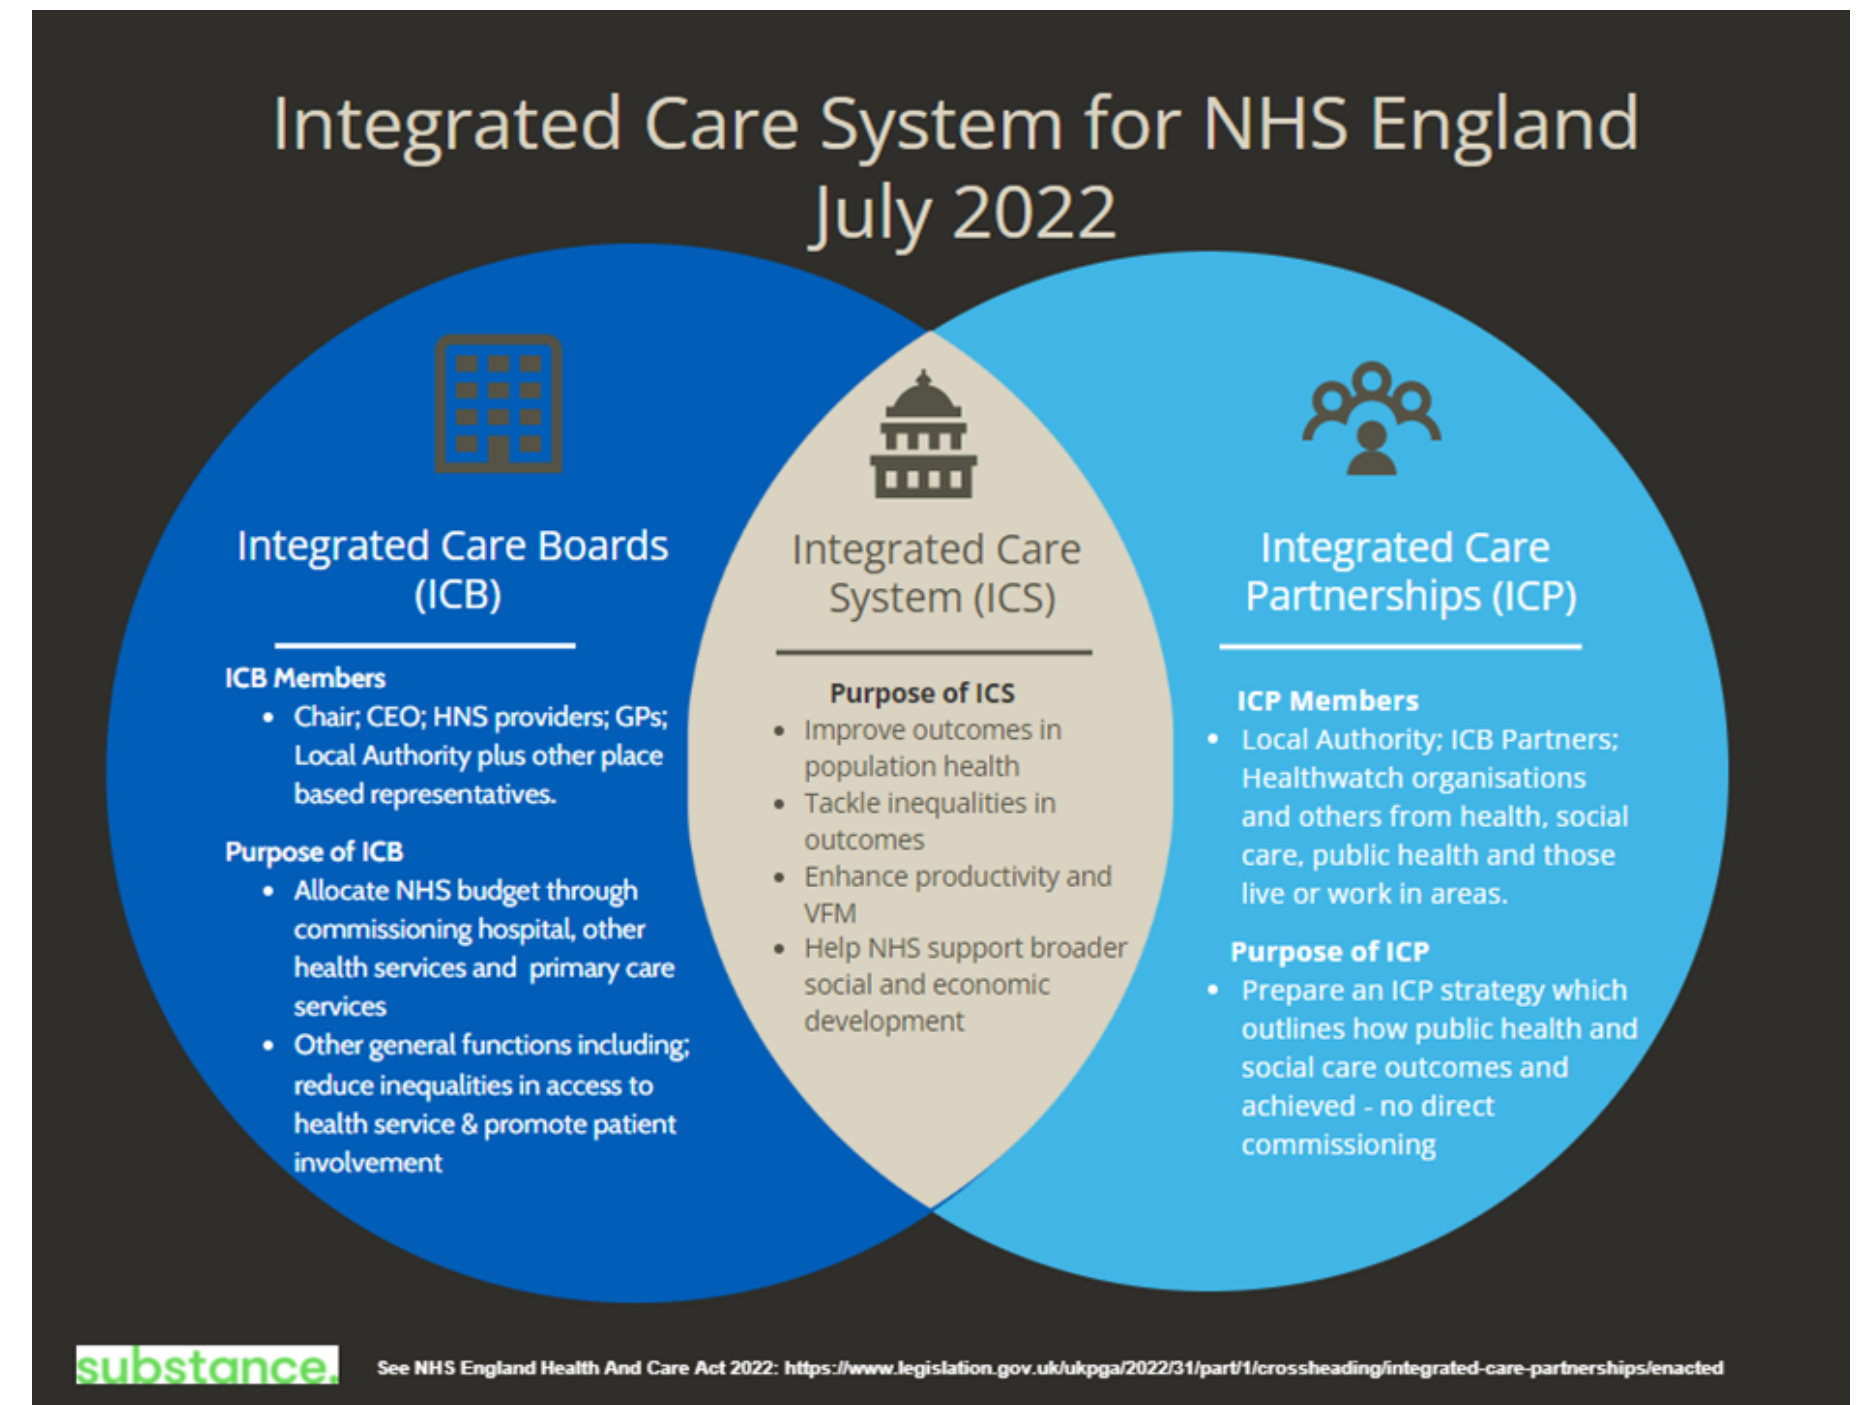 Integrated Care System for NHS England
July 2022
Integrated Care Boards
(ICB)
ICB Members
• Chair; CEO; HNS providers; GPs;
Local Authority plus other place
based representatives.
Purpose of ICB
• Allocate NHS budget through
commissioning hospital, other
health services and primary care
services
• Other general functions including;
reduce inequalities in access to
health service & promote patient
involvement
Integrated Care
System (ICS)
Purpose of ICS
• Improve outcomes in
population health
• Tackle inequalities in
outcomes
• Enhance productivity and
VFM
• Help NHS support broader
social and economic
development
Integrated Care
Partnerships (ICP)
ICP Members
• Local Authority; ICB Partners;
Healthwatch organisations
and others from health, social
care, public health and those
live or work in areas.
Purpose of ICP
• Prepare an ICP strategy which
outlines how public health and
social care outcomes and
achieved - no direct
commissioning
substance.
See NHS England Health And Care Act 2022: https://www.legislation.gov.uk/ukpga/2022/31/part/1/crossheading/integrated-care-partnerships/enacted